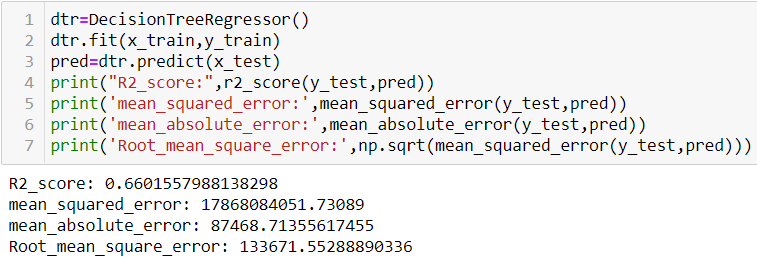 1 dtr=DecisionTreeRegressor()
2 dtr.fit(x_train,y_train)
3 pred=dtr.predict(x_test)
4 print("R2_score:",r2_score(y_test,pred))
5 print('mean_squared_error:',mean_squared_error(y_test,pred))
6 print('mean_absolute_error:',mean_absolute_error(y_test,pred))
7 print('Root_mean_square_error:',np.sqrt(mean_squared_error(y_test,pred)))
R2_score: 0.6601557988138298
mean_squared_error: 17868084051.73089
mean_absolute_error: 87468.71355617455
Root_mean_square_error: 133671.55288890336